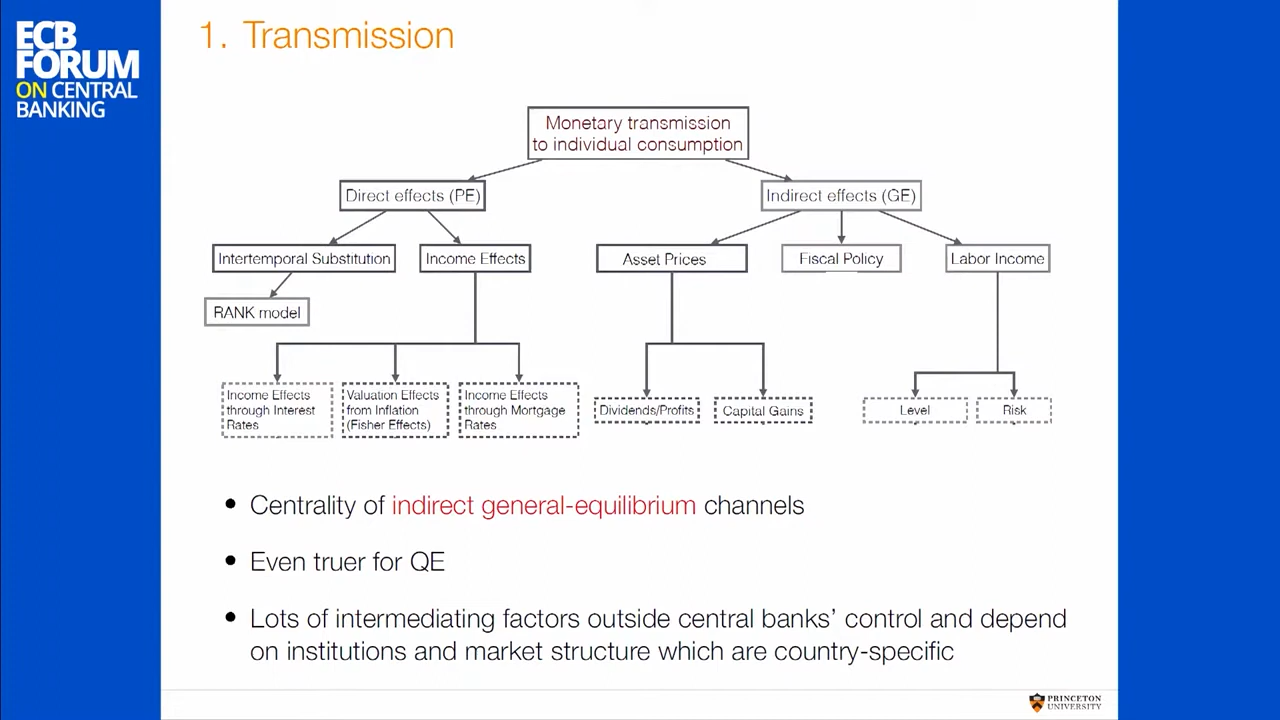 ECB
FORUM
ON CENTRAL
BANKING
1. Transmission
Monetary transmission
to individual consumption
Direct effects (PE)
Indirect effects (GE)
Intertemporal Substitution
Income Effects
Asset Prices
Fiscal Policy
Labor Income
RANK model
Income Effects
through Interest
Rates
Valuation Effects
from Inflation
(Fisher Effects)
Income Effects
through Mortgage
Rates
Dividends/Profits
Capital Gains
Level
Risk
• Centrality of indirect general-equilibrium channels
• Even truer for QE
• Lots of intermediating factors outside central banks’ control and depend
on institutions and market structure which are country-specific
PRINCETON
UNIVERSITY